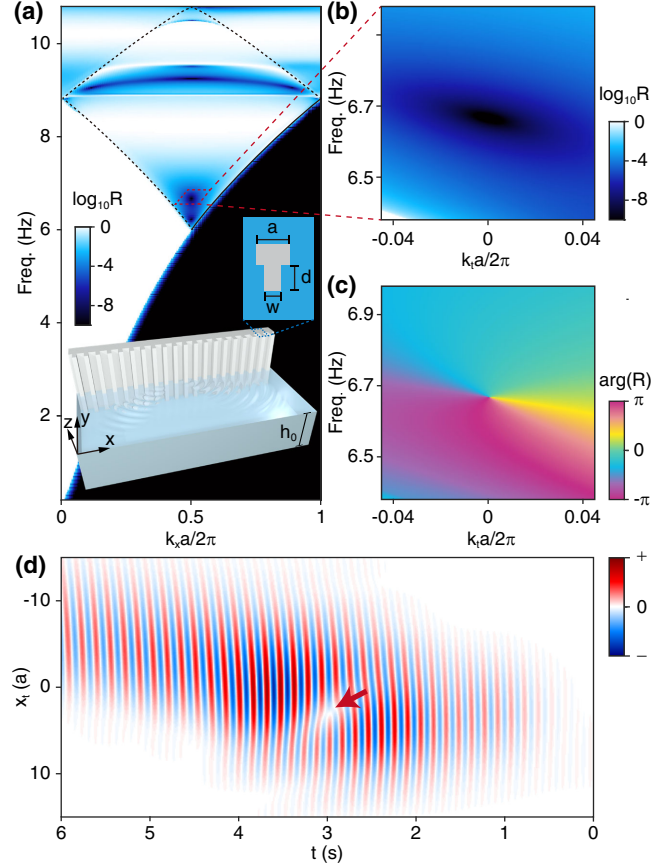 (a)
10
8
6
4
2
Freq. (Hz)
log₁₀R
0
-4
-8
a
d
w
z
y
x
h₀
0
0.5
1
kₓa/2π
(b)
6.7
6.5
Freq. (Hz)
-0.04
0
0.04
kₜa/2π
log₁₀R
0
-4
-8
(c)
6.9
6.7
6.5
Freq. (Hz)
-0.04
0
0.04
kₜa/2π
arg(R)
π
0
-π
(d)
-10
0
10
xₜ (a)
6
5
4
3
2
1
0
t (s)
+
0
−